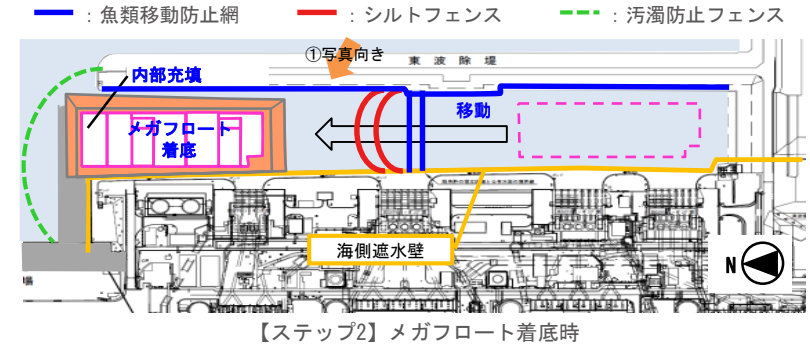 ：魚類移動防止網　：シルトフェンス　：汚濁防止フェンス
①写真向き
東波除堤
内部充填
移動
メガフロート
着底
海側遮水壁
N
場
【ステップ2】メガフロート着底時